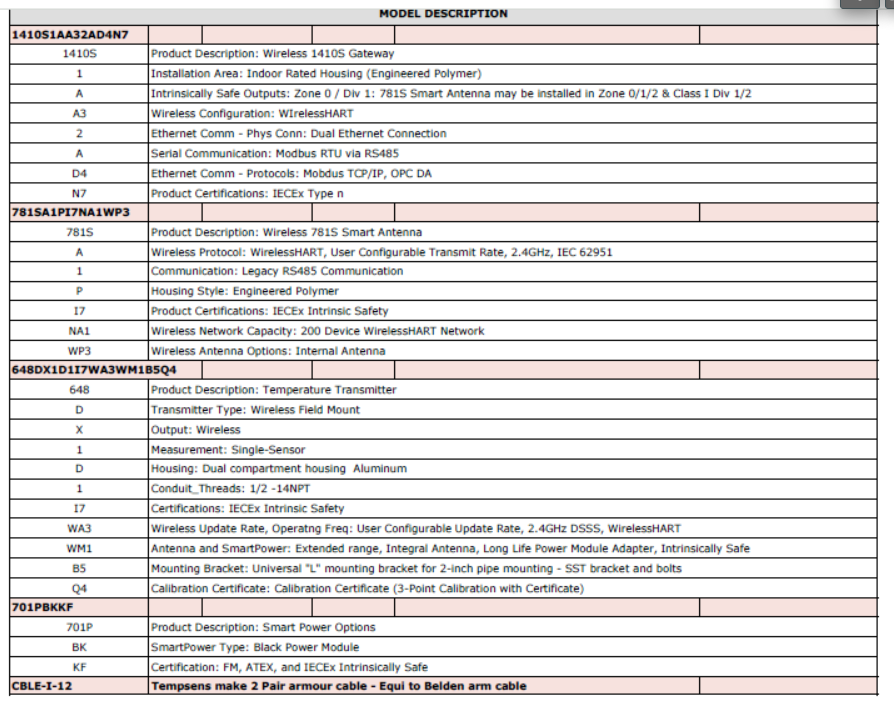 MODEL DESCRIPTION
1410S1AA32AD4N7
1410S Product Description: Wireless 1410S Gateway
1 Installation Area: Indoor Rated Housing (Engineered Polymer)
A Intrinsically Safe Outputs: Zone 0 / Div 1: 781S Smart Antenna may be installed in Zone 0/1/2 & Class I Div 1/2
A3 Wireless Configuration: WIrelessHART
2 Ethernet Comm - Phys Conn: Dual Ethernet Connection
A Serial Communication: Modbus RTU via RS485
D4 Ethernet Comm - Protocols: Mobdus TCP/IP, OPC DA
N7 Product Certifications: IECEx Type n
781SA1PI7NA1WP3
781S Product Description: Wireless 781S Smart Antenna
A Wireless Protocol: WirelessHART, User Configurable Transmit Rate, 2.4GHz, IEC 62951
1 Communication: Legacy RS485 Communication
P Housing Style: Engineered Polymer
I7 Product Certifications: IECEx Intrinsic Safety
NA1 Wireless Network Capacity: 200 Device WirelessHART Network
WP3 Wireless Antenna Options: Internal Antenna
648DX1D1I7WA3WM1B5Q4
648 Product Description: Temperature Transmitter
D Transmitter Type: Wireless Field Mount
X Output: Wireless
1 Measurement: Single-Sensor
D Housing: Dual compartment housing Aluminum
1 Conduit_Threads: 1/2 -14NPT
I7 Certifications: IECEx Intrinsic Safety
WA3 Wireless Update Rate, Operatng Freq: User Configurable Update Rate, 2.4GHz DSSS, WirelessHART
WM1 Antenna and SmartPower: Extended range, Integral Antenna, Long Life Power Module Adapter, Intrinsically Safe
B5 Mounting Bracket: Universal "L" mounting bracket for 2-inch pipe mounting - SST bracket and bolts
Q4 Calibration Certificate: Calibration Certificate (3-Point Calibration with Certificate)
701PBKKF
701P Product Description: Smart Power Options
BK SmartPower Type: Black Power Module
KF Certification: FM, ATEX, and IECEx Intrinsically Safe
CBLE-I-12 Tempsens make 2 Pair armour cable - Equi to Belden arm cable